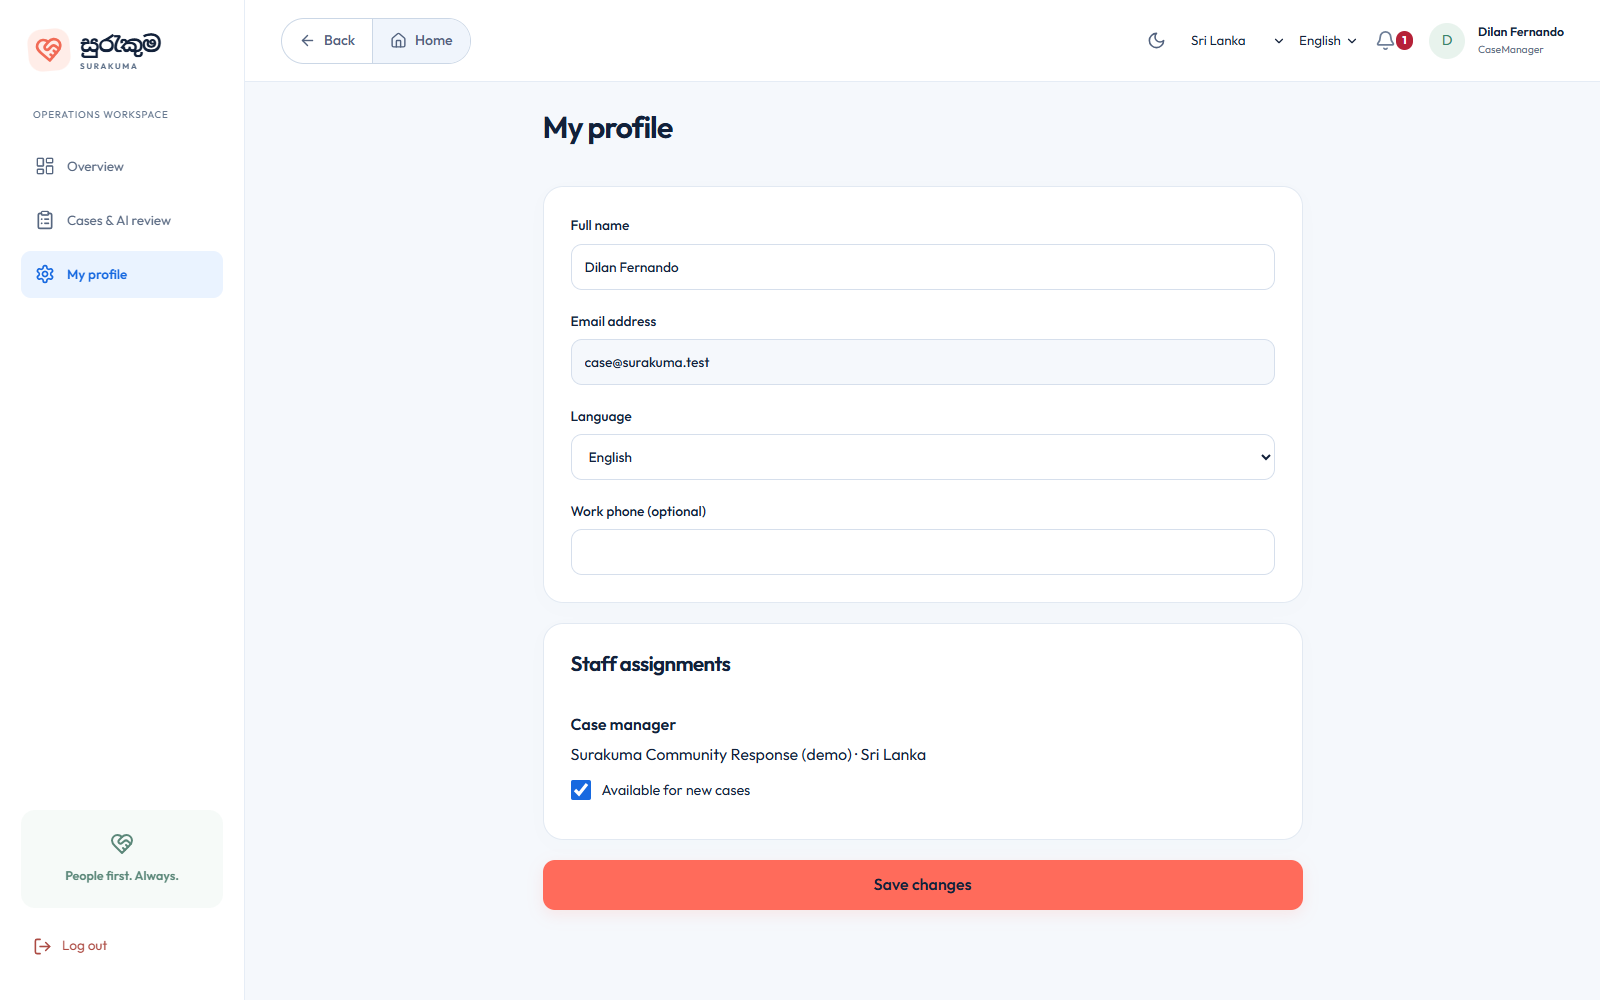 සුරැකුම
SURAKUMA
Back
Home
Sri Lanka
English
1
D
Dilan Fernando
CaseManager
OPERATIONS WORKSPACE
Overview
Cases & AI review
My profile
People first. Always.
Log out
My profile
Full name
Dilan Fernando
Email address
case@surakuma.test
Language
English
Work phone (optional)
Staff assignments
Case manager
Surakuma Community Response (demo) · Sri Lanka
Available for new cases
Save changes